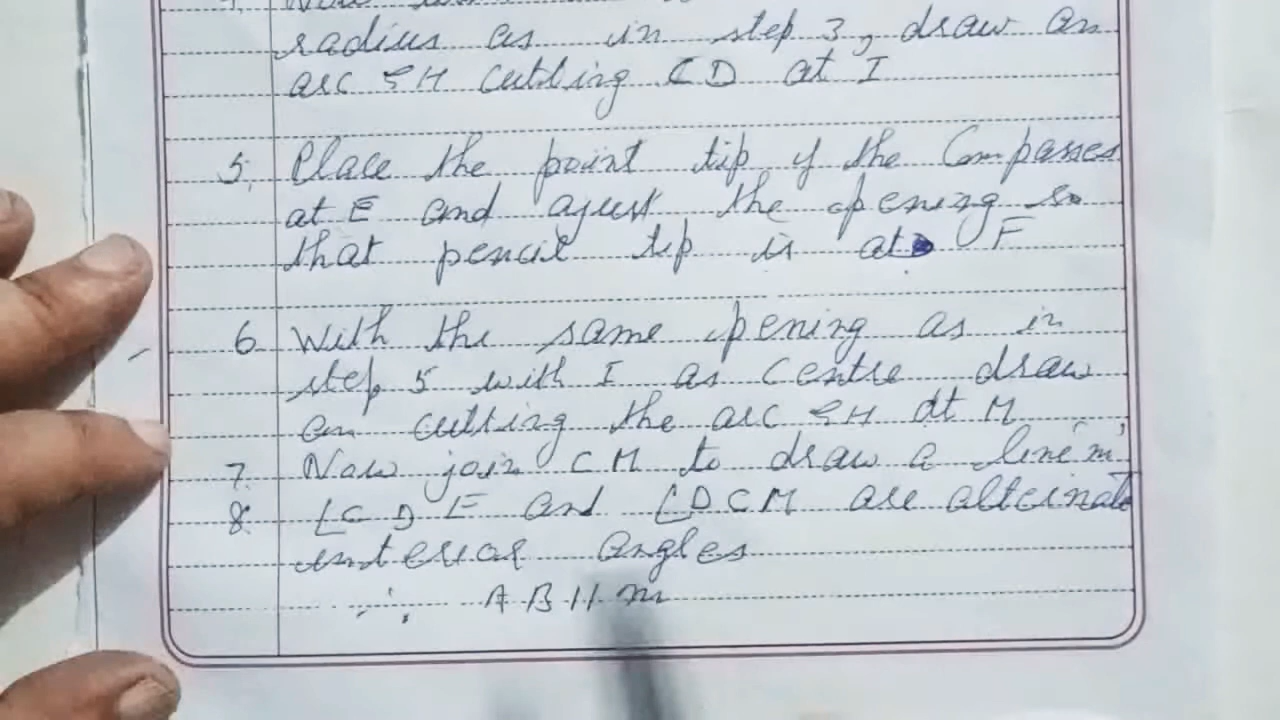 4. Now
radius as in step 3, draw an
arc GH cutting CD at I
5. Place the point tip of the Compasses
at E and ajust the opening so
that pencil tip is at F
6 With the same opening as in
step 5 with I as Centre draw
an cutting the arc GH at M
7. Now join CM to draw a line 'm'
8. ∠CDE and ∠DCM are alternate
interior angles
∴ AB || m